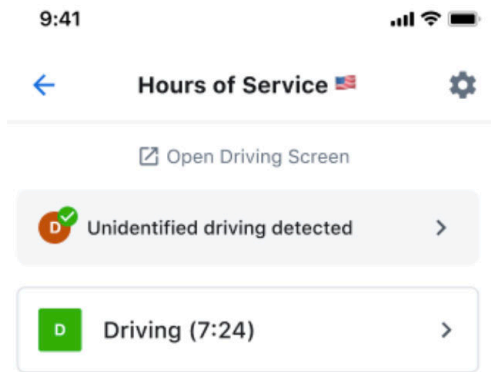 9:41
Hours of Service 🇺🇸
Open Driving Screen
D Unidentified driving detected
D Driving (7:24)